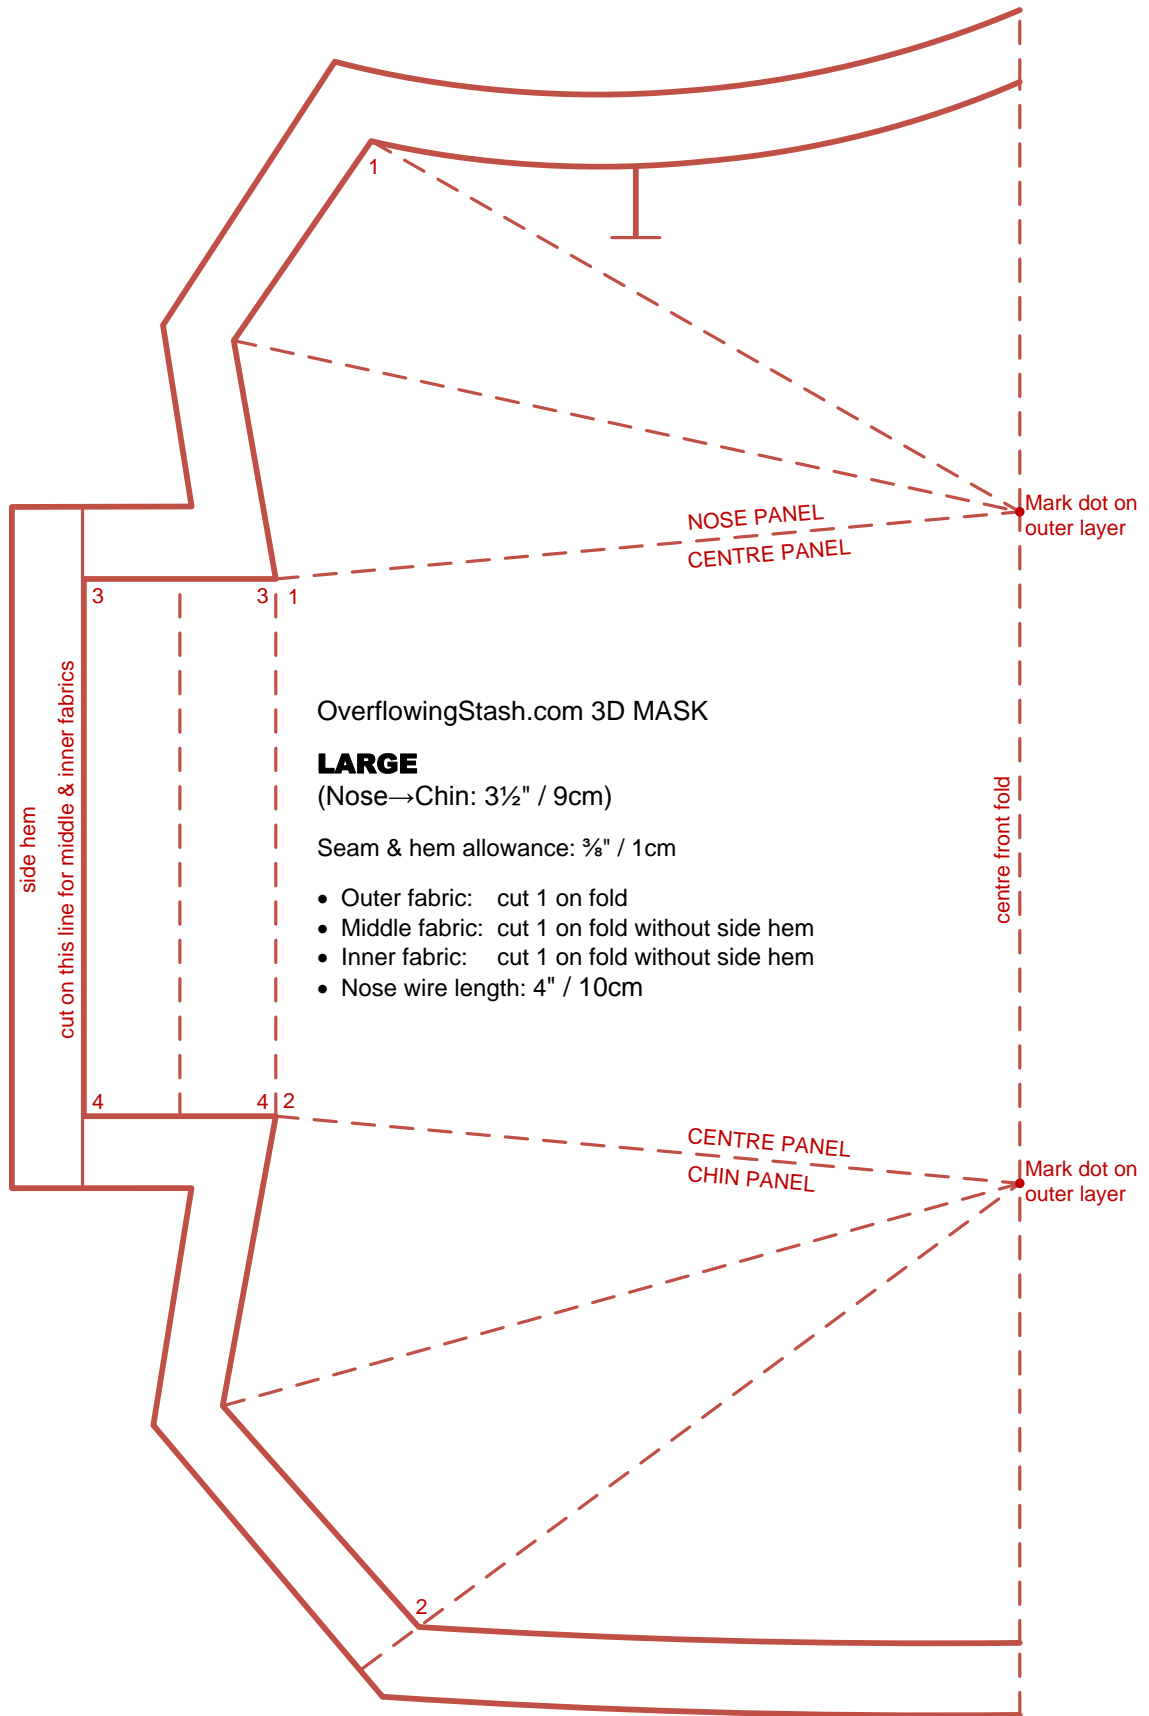 1
NOSE PANEL
CENTRE PANEL
Mark dot on
outer layer
3
3
1
side hem
cut on this line for middle & inner fabrics
OverflowingStash.com 3D MASK
LARGE
(Nose→Chin: 3½" / 9cm)
Seam & hem allowance: ⅜" / 1cm
• Outer fabric: cut 1 on fold
• Middle fabric: cut 1 on fold without side hem
• Inner fabric: cut 1 on fold without side hem
• Nose wire length: 4" / 10cm
centre front fold
4
4
2
CENTRE PANEL
CHIN PANEL
Mark dot on
outer layer
2